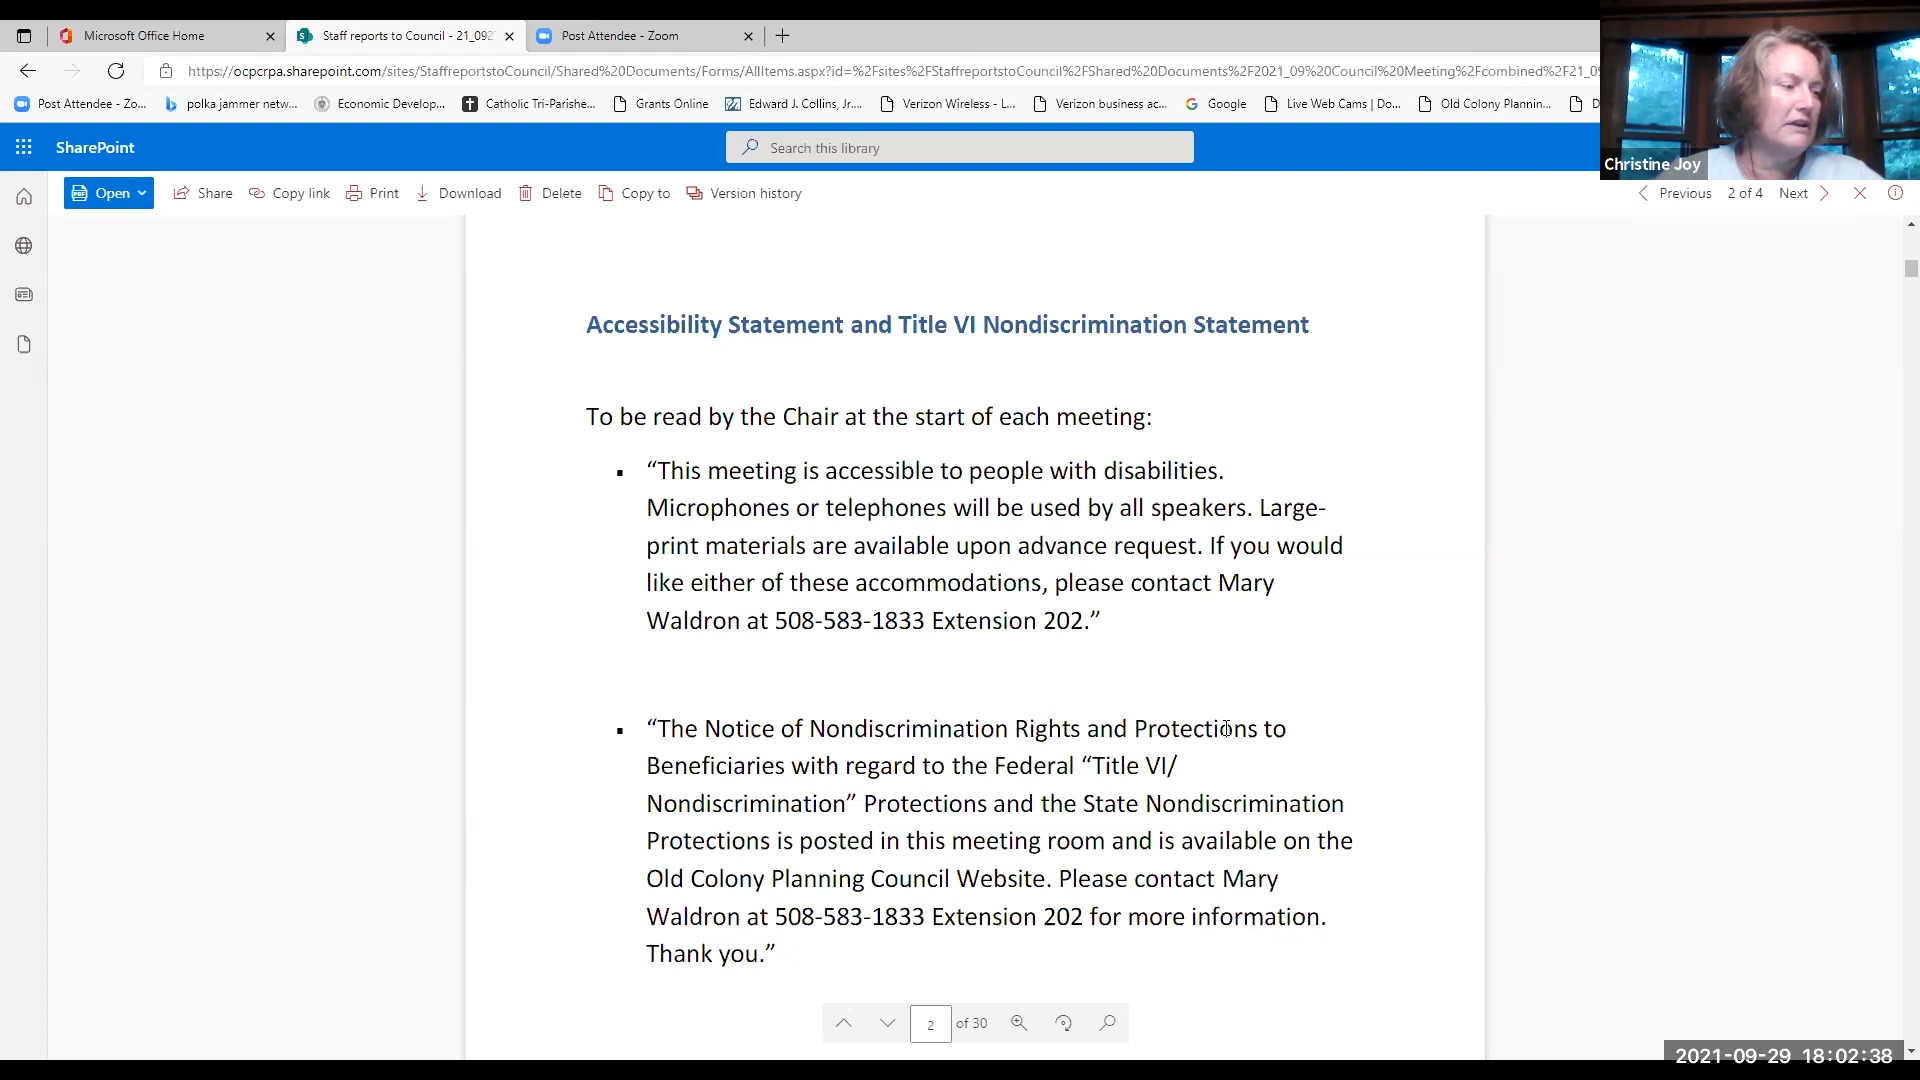 Microsoft Office Home
Staff reports to Council - 21_092
Post Attendee - Zoom
https://ocpcrpa.sharepoint.com/sites/StaffreportstoCouncil/Shared%20Documents/Forms/AllItems.aspx?id=%2Fsites%2FStaffreportstoCouncil%2FShared%20Documents%2F2021_09%20Council%20Meeting%2Fcombined%2F21_09
Post Attendee - Zo...
polka jammer netw...
Economic Develop...
Catholic Tri-Parishe...
Grants Online
Edward J. Collins, Jr....
Verizon Wireless - L...
Verizon business ac...
Google
Live Web Cams | Do...
Old Colony Plannin...
D
Christine Joy
SharePoint
Search this library
Open
Share
Copy link
Print
Download
Delete
Copy to
Version history
Previous
2 of 4
Next
Accessibility Statement and Title VI Nondiscrimination Statement
To be read by the Chair at the start of each meeting:
▪ “This meeting is accessible to people with disabilities.
Microphones or telephones will be used by all speakers. Large-
print materials are available upon advance request. If you would
like either of these accommodations, please contact Mary
Waldron at 508-583-1833 Extension 202.”
▪ “The Notice of Nondiscrimination Rights and Protections to
Beneficiaries with regard to the Federal “Title VI/
Nondiscrimination” Protections and the State Nondiscrimination
Protections is posted in this meeting room and is available on the
Old Colony Planning Council Website. Please contact Mary
Waldron at 508-583-1833 Extension 202 for more information.
Thank you.”
2 of 30
2021-09-29 18:02:38